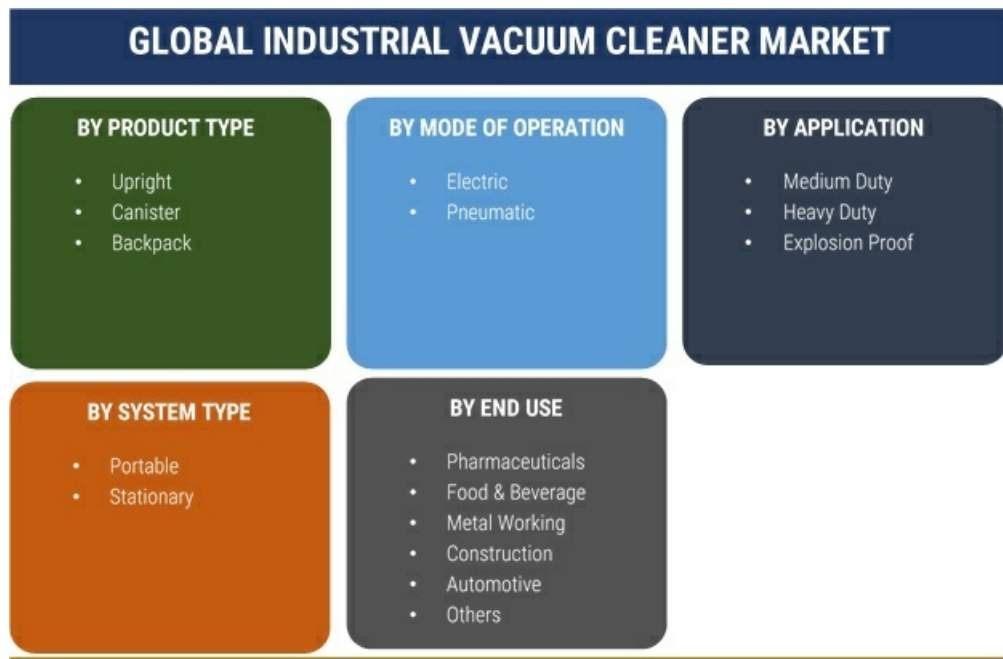 GLOBAL INDUSTRIAL VACUUM CLEANER MARKET
BY PRODUCT TYPE
• Upright
• Canister
• Backpack
BY MODE OF OPERATION
• Electric
• Pneumatic
BY APPLICATION
• Medium Duty
• Heavy Duty
• Explosion Proof
BY SYSTEM TYPE
• Portable
• Stationary
BY END USE
• Pharmaceuticals
• Food & Beverage
• Metal Working
• Construction
• Automotive
• Others